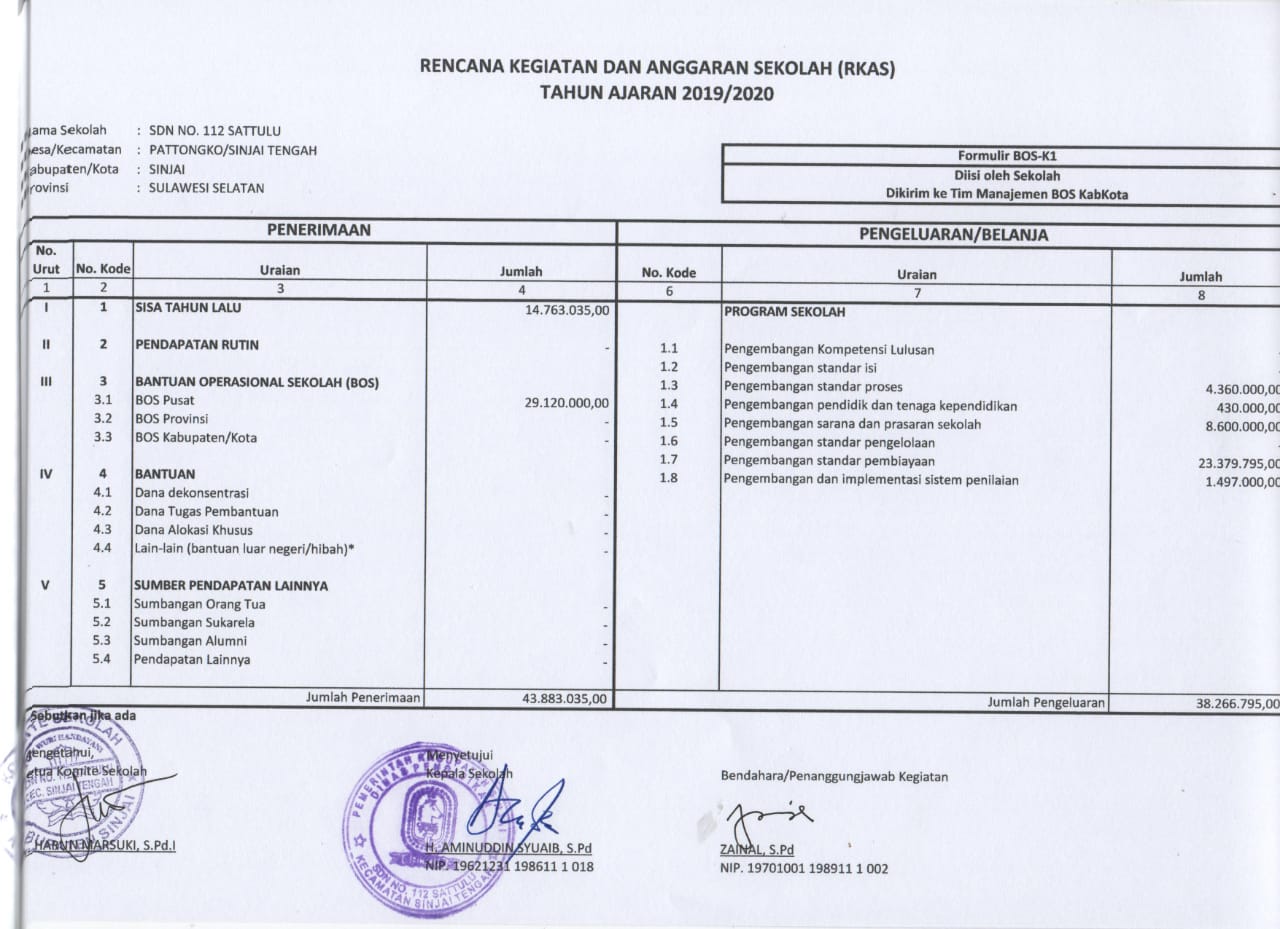 RENCANA KEGIATAN DAN ANGGARAN SEKOLAH (RKAS)
TAHUN AJARAN 2019/2020
ama Sekolah : SDN NO. 112 SATTULU
esa/Kecamatan : PATTONGKO/SINJAI TENGAH
abupaten/Kota : SINJAI
rovinsi : SULAWESI SELATAN
Formulir BOS-K1
Diisi oleh Sekolah
Dikirim ke Tim Manajemen BOS KabKota
PENERIMAAN PENGELUARAN/BELANJA
No. Urut No. Kode Uraian Jumlah No. Kode Uraian Jumlah
1 2 3 4 6 7 8
I 1 SISA TAHUN LALU 14.763.035,00 PROGRAM SEKOLAH
II 2 PENDAPATAN RUTIN - 1.1 Pengembangan Kompetensi Lulusan -
1.2 Pengembangan standar isi
III 3 BANTUAN OPERASIONAL SEKOLAH (BOS) 1.3 Pengembangan standar proses 4.360.000,00
3.1 BOS Pusat 29.120.000,00 1.4 Pengembangan pendidik dan tenaga kependidikan 430.000,00
3.2 BOS Provinsi - 1.5 Pengembangan sarana dan prasaran sekolah 8.600.000,00
3.3 BOS Kabupaten/Kota - 1.6 Pengembangan standar pengelolaan -
1.7 Pengembangan standar pembiayaan 23.379.795,00
IV 4 BANTUAN 1.8 Pengembangan dan implementasi sistem penilaian 1.497.000,00
4.1 Dana dekonsentrasi -
4.2 Dana Tugas Pembantuan -
4.3 Dana Alokasi Khusus -
4.4 Lain-lain (bantuan luar negeri/hibah)* -
V 5 SUMBER PENDAPATAN LAINNYA
5.1 Sumbangan Orang Tua -
5.2 Sumbangan Sukarela -
5.3 Sumbangan Alumni -
5.4 Pendapatan Lainnya -
Jumlah Penerimaan 43.883.035,00 Jumlah Pengeluaran 38.266.795,00
Sebutkan jika ada
engetahui, Menyetujui
etua Komite Sekolah Kepala Sekolah Bendahara/Penanggungjawab Kegiatan
HARUN MARSUKI, S.Pd.I H. AMINUDDIN SYUAIB, S.Pd ZAINAL, S.Pd
NIP. 19621231 198611 1 018 NIP. 19701001 198911 1 002
SDN NO. 112 SATTULU
KECAMATAN SINJAI TENGAH